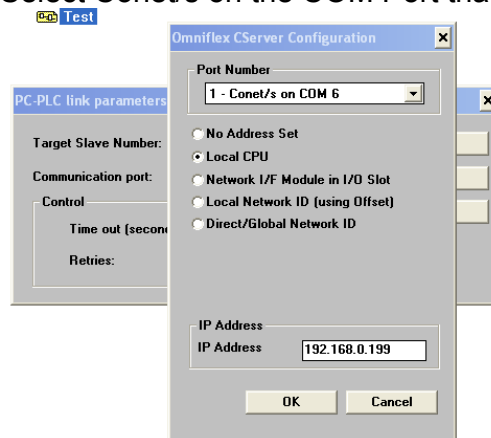 Select Conet/s on the COM Port tha
Test
Omniflex CServer Configuration
Port Number
1 - Conet/s on COM 6
PC-PLC link parameters
No Address Set
Target Slave Number:
Local CPU
Communication port:
Network I/F Module in I/O Slot
Control
Local Network ID (using Offset)
Time out (second
Direct/Global Network ID
Retries:
IP Address
IP Address
192.168.0.199
OK
Cancel